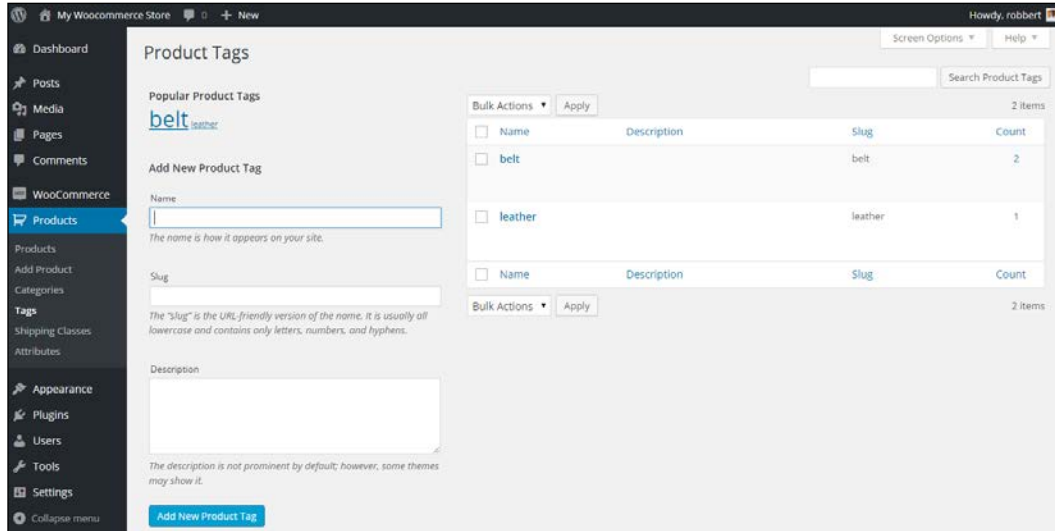 My Woocommerce Store 0 New
Howdy, robbert
Dashboard
Posts
Media
Pages
Comments
WooCommerce
Products
Products
Add Product
Categories
Tags
Shipping Classes
Attributes
Appearance
Plugins
Users
Tools
Settings
Collapse menu
Screen Options Help
Product Tags
Search Product Tags
Popular Product Tags
belt leather
Add New Product Tag
Name
The name is how it appears on your site.
Slug
The "slug" is the URL-friendly version of the name. It is usually all
lowercase and contains only letters, numbers, and hyphens.
Description
The description is not prominent by default; however, some themes
may show it.
Add New Product Tag
Bulk Actions Apply 2 items
Name Description Slug Count
belt belt 2
leather leather 1
Name Description Slug Count
Bulk Actions Apply 2 items